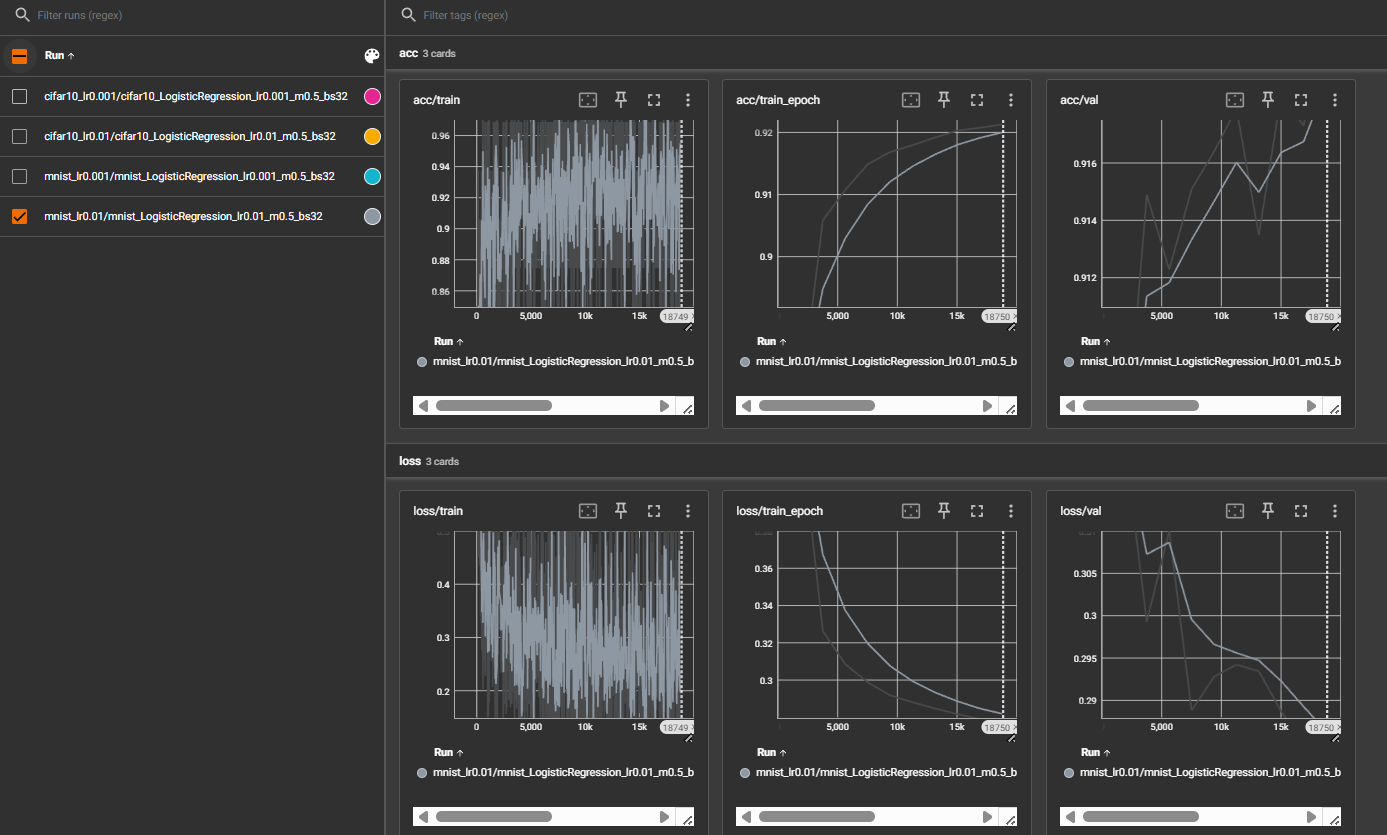 Filter runs (regex)
Run ↑
cifar10_lr0.001/cifar10_LogisticRegression_lr0.001_m0.5_bs32
cifar10_lr0.01/cifar10_LogisticRegression_lr0.01_m0.5_bs32
mnist_lr0.001/mnist_LogisticRegression_lr0.001_m0.5_bs32
mnist_lr0.01/mnist_LogisticRegression_lr0.01_m0.5_bs32
Filter tags (regex)
acc 3 cards
acc/train
0.96
0.94
0.92
0.9
0.88
0.86
0 5,000 10k 15k 18749 ×
Run ↑
mnist_lr0.01/mnist_LogisticRegression_lr0.01_m0.5_b
acc/train_epoch
0.92
0.91
0.9
5,000 10k 15k 18750 ×
Run ↑
mnist_lr0.01/mnist_LogisticRegression_lr0.01_m0.5_b
acc/val
0.916
0.914
0.912
5,000 10k 15k 18750 ×
Run ↑
mnist_lr0.01/mnist_LogisticRegression_lr0.01_m0.5_b
loss 3 cards
loss/train
0.4
0.3
0.2
0 5,000 10k 15k 18749 ×
Run ↑
mnist_lr0.01/mnist_LogisticRegression_lr0.01_m0.5_b
loss/train_epoch
0.36
0.34
0.32
0.3
5,000 10k 15k 18750 ×
Run ↑
mnist_lr0.01/mnist_LogisticRegression_lr0.01_m0.5_b
loss/val
0.305
0.3
0.295
0.29
5,000 10k 15k 18750 ×
Run ↑
mnist_lr0.01/mnist_LogisticRegression_lr0.01_m0.5_b